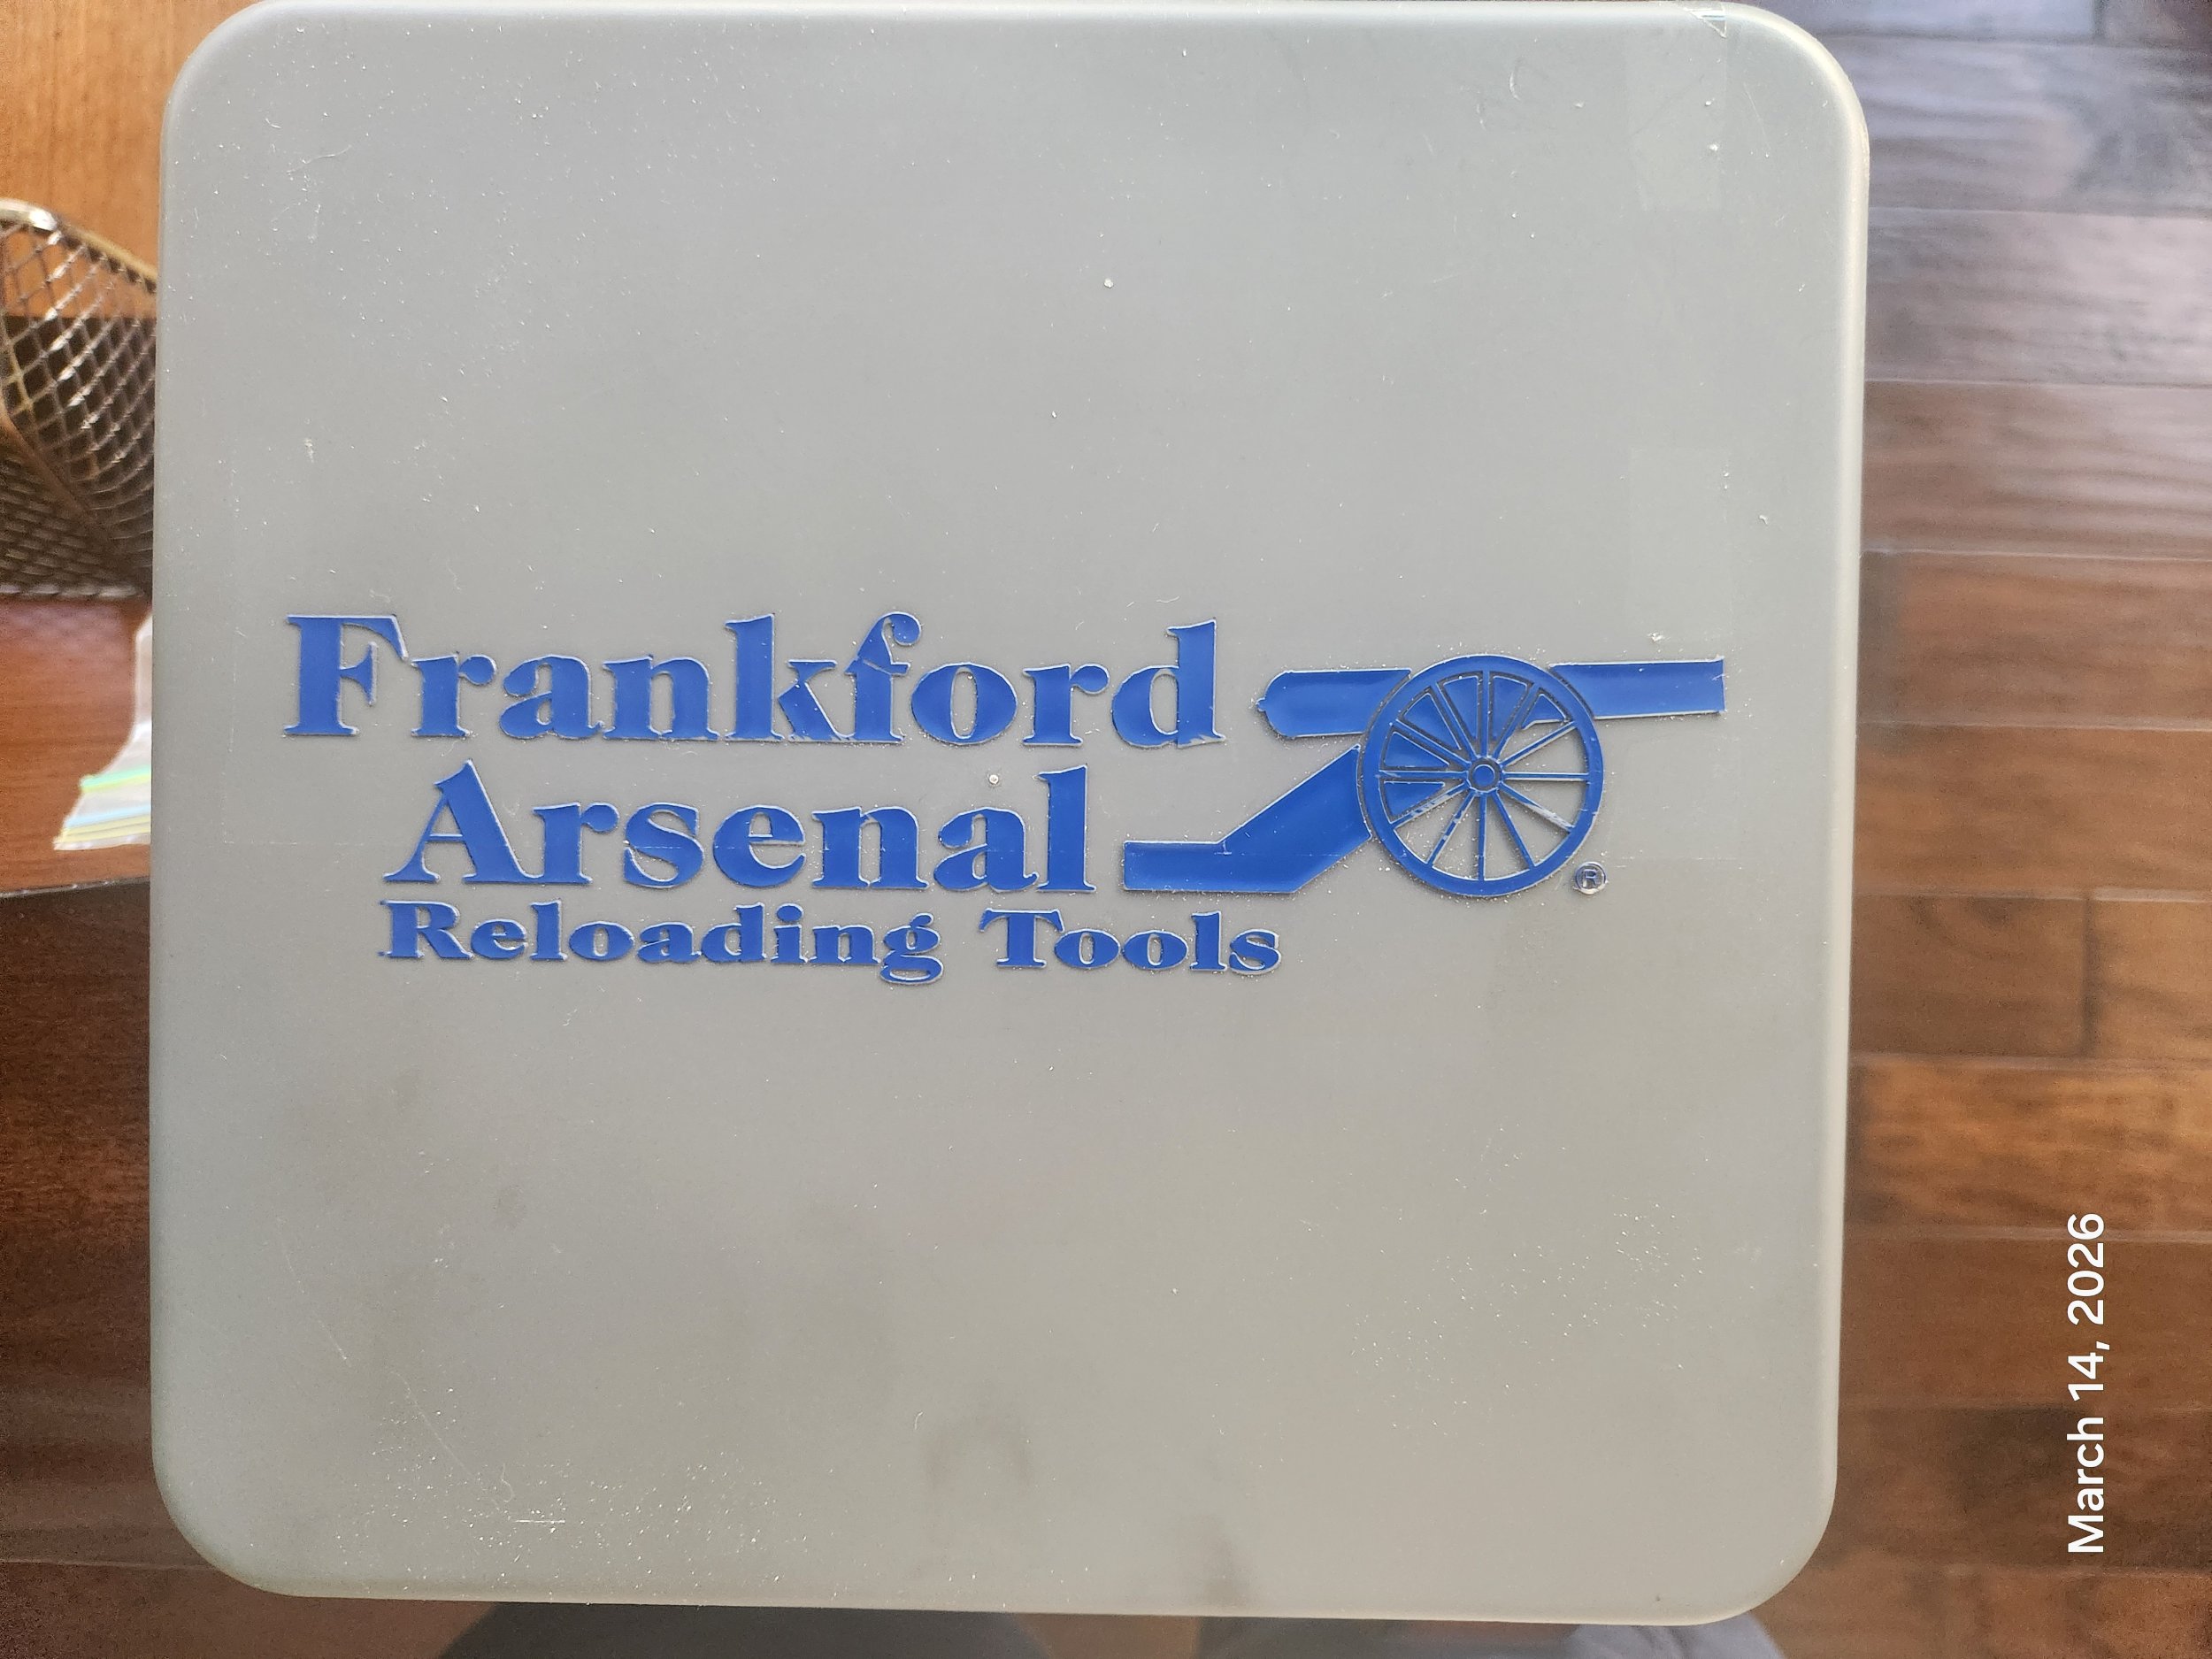 Frankford
Arsenal
Reloading Tools
®
March 14, 2026